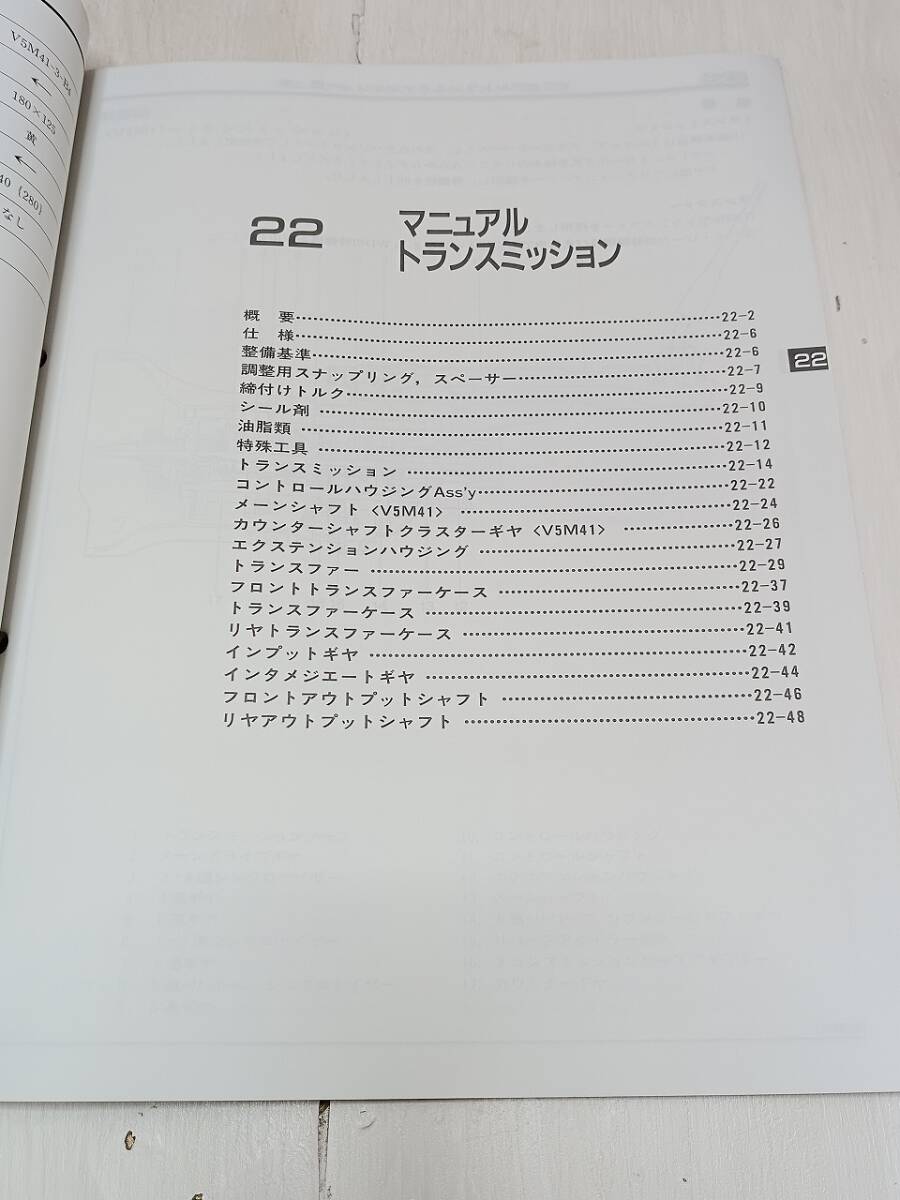 V5M41-3-E4
←
180×125
黄
←
40 {280}
なし
22 マニュアル
トランスミッション
概 要……22-2
仕 様……22-6
整備基準……22-6
調整用スナップリング，スペーサー……22-7
締付けトルク……22-9
シール剤……22-10
油脂類……22-11
特殊工具……22-12
トランスミッション……22-14
コントロールハウジングAss'y……22-22
メーンシャフト〈V5M41〉……22-24
カウンターシャフトクラスターギヤ〈V5M41〉……22-26
エクステンションハウジング……22-27
トランスファー……22-29
フロントトランスファーケース……22-37
トランスファーケース……22-39
リヤトランスファーケース……22-41
インプットギヤ……22-42
インタメジエートギヤ……22-44
フロントアウトプットシャフト……22-46
リヤアウトプットシャフト……22-48
22